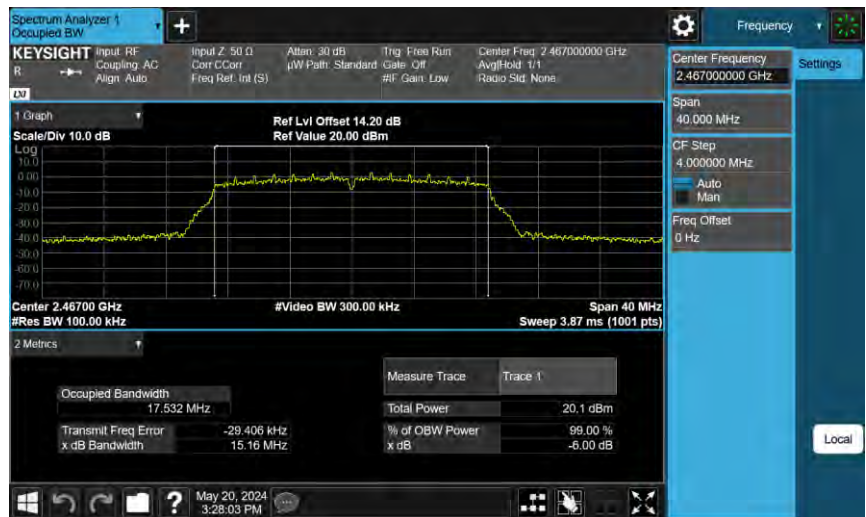 Spectrum Analyzer 1
Occupied BW
Frequency
KEYSIGHT
R
LXI
Input: RF
Coupling: AC
Align: Auto
Input Z: 50 Ω
Corr CCorr
Freq Ref: Int (S)
Atten: 30 dB
µW Path: Standard
Trig: Free Run
Gate: Off
#IF Gain: Low
Center Freq: 2.467000000 GHz
Avg|Hold: 1/1
Radio Std: None
Center Frequency
2.467000000 GHz
Settings
Span
40.000 MHz
CF Step
4.000000 MHz
Auto
Man
Freq Offset
0 Hz
Local
1 Graph
Scale/Div 10.0 dB
Ref Lvl Offset 14.20 dB
Ref Value 20.00 dBm
Log
10.0
0.00
-10.0
-20.0
-30.0
-40.0
-50.0
-60.0
-70.0
Center 2.46700 GHz
#Video BW 300.00 kHz
Span 40 MHz
#Res BW 100.00 kHz
Sweep 3.87 ms (1001 pts)
2 Metrics
Measure Trace
Trace 1
Occupied Bandwidth
17.532 MHz
Total Power
20.1 dBm
Transmit Freq Error
-29.406 kHz
% of OBW Power
99.00 %
x dB Bandwidth
15.16 MHz
x dB
-6.00 dB
?
May 20, 2024
3:28:03 PM